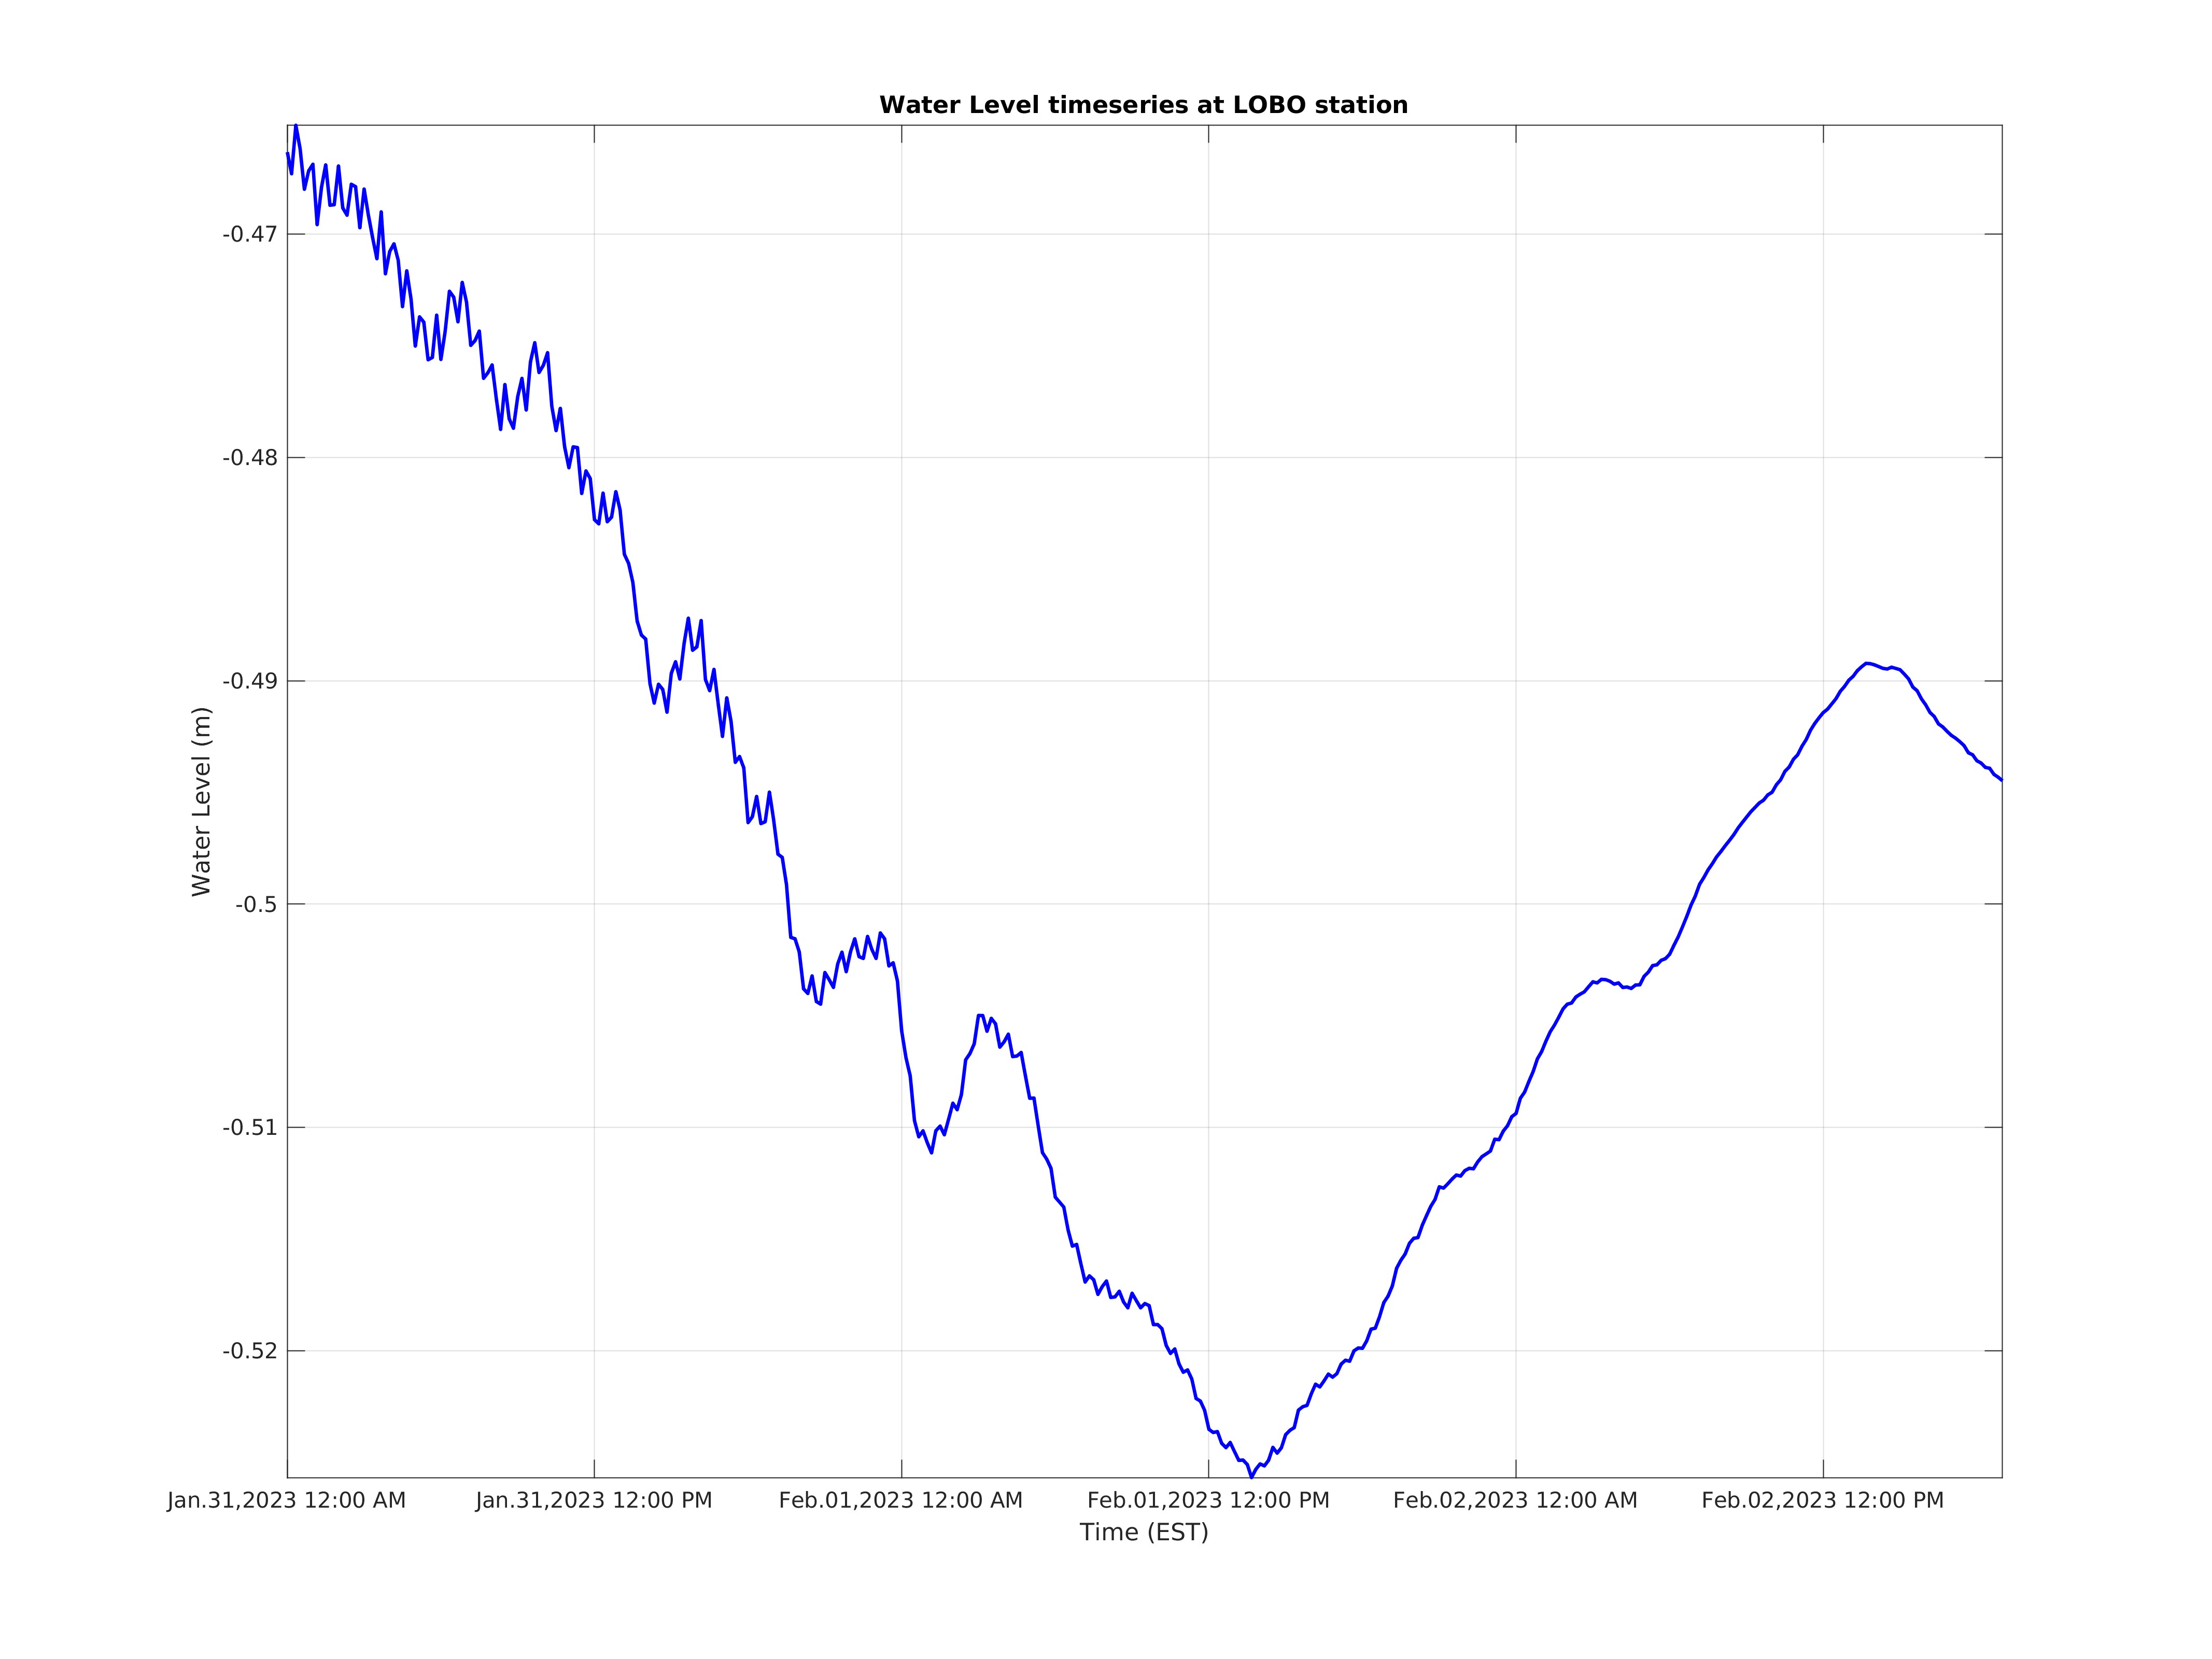 Water Level timeseries at LOBO station
-0.47
-0.48
-0.49
-0.5
-0.51
-0.52
Water Level (m)
Jan.31,2023 12:00 AM
Jan.31,2023 12:00 PM
Feb.01,2023 12:00 AM
Feb.01,2023 12:00 PM
Feb.02,2023 12:00 AM
Feb.02,2023 12:00 PM
Time (EST)